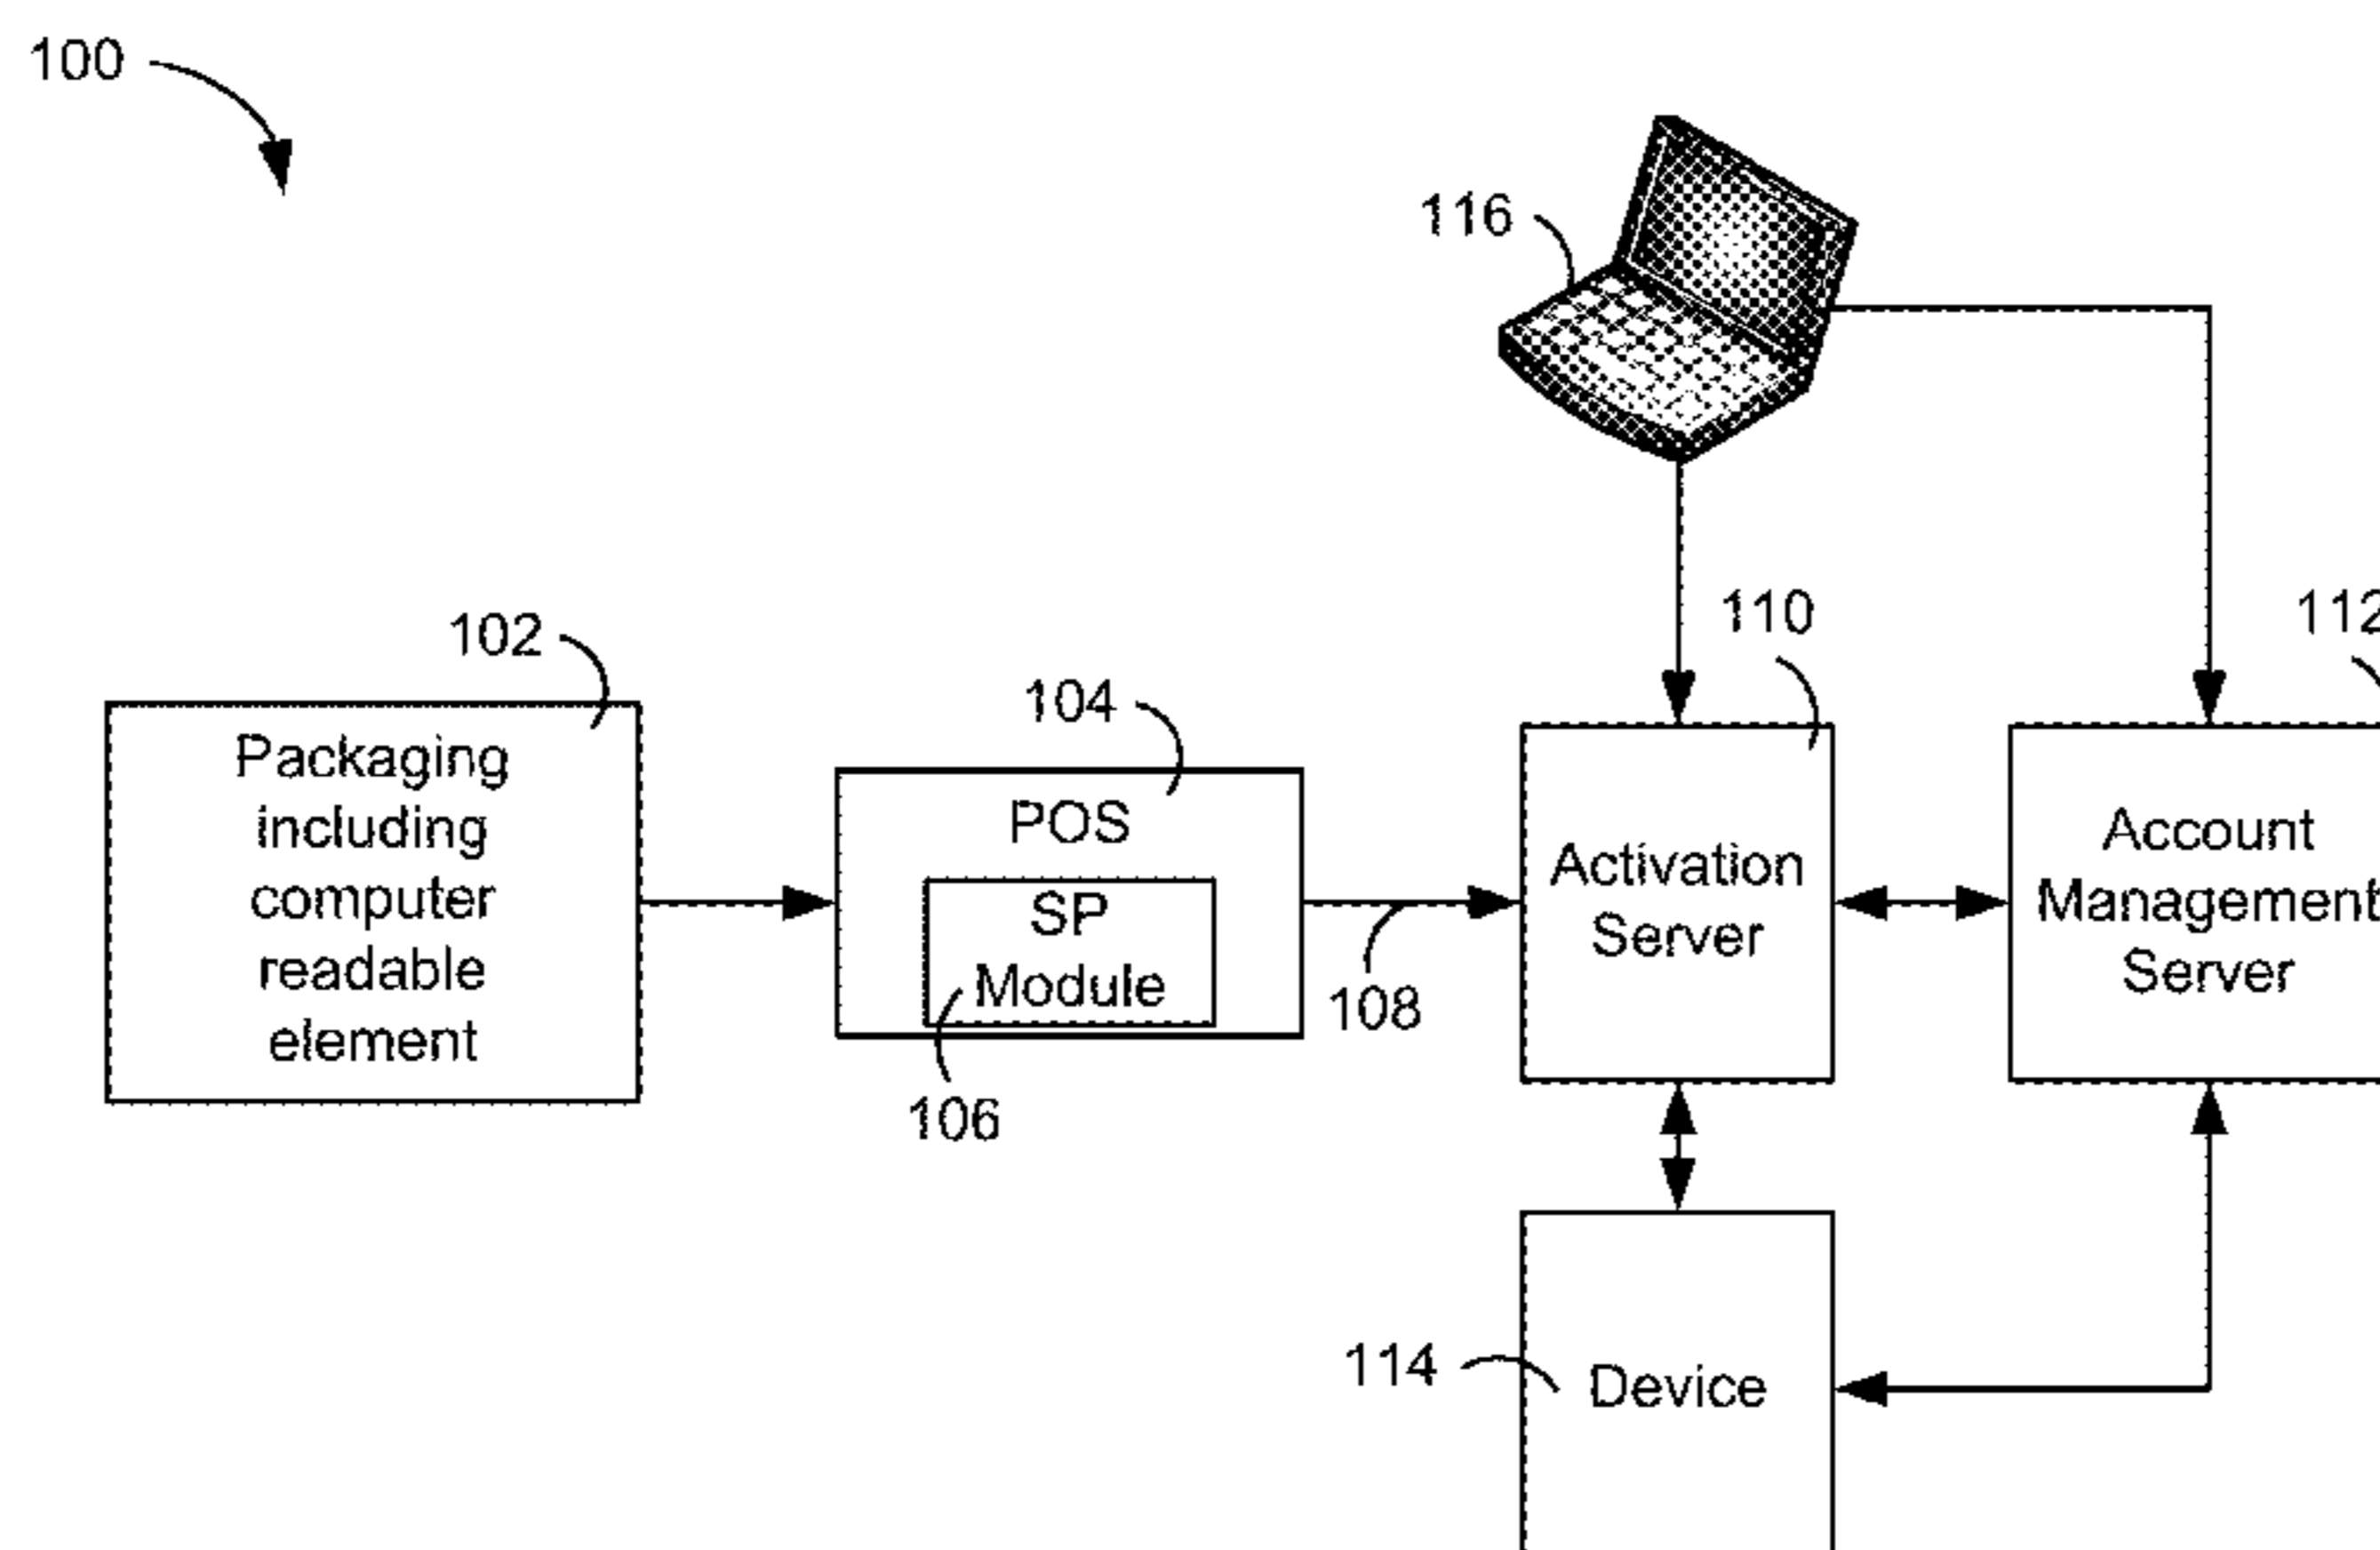 100
116
102
Packaging
including
computer
readable
element
104
POS
SP
Module
106
108
110
Activation
Server
112
Account
Management
Server
114
Device